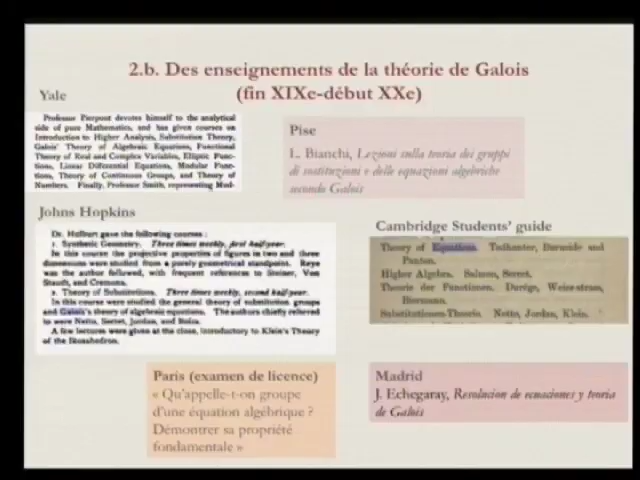 2.b. Des enseignements de la théorie de Galois
(fin XIXe-début XXe)
Yale
Professor Pierpont devotes himself to the analytical
side of pure Mathematics, and has given courses on
Introduction to Higher Analysis, Substitution Theory,
Galois' Theory of Algebraic Equations, Functional
Theory of Real and Complex Variables, Elliptic Func-
tions, Linear Differential Equations, Modular Func-
tions, Theory of Continuous Groups, and Theory of
Numbers. Finally, Professor Smith, representing Mod-
Pise
L. Bianchi, Lezioni sulla teoria dei gruppi
di sostituzioni e delle equazioni algebriche
secondo Galois
Johns Hopkins
Dr. Hulburt gave the following courses :
1. Synthetic Geometry. Three times weekly, first half-year.
In this course the projective properties of figures in two and three
dimensions were studied from a purely geometrical standpoint. Reye
was the author followed, with frequent references to Steiner, Von
Staudt, and Cremona.
2. Theory of Substitutions. Three times weekly, second half-year.
In this course were studied the general theory of substitution groups
and Galois's theory of algebraic equations. The authors chiefly referred
to were Netto, Serret, Jordan, and Bolza.
A few lectures were given at the close, introductory to Klein's Theory
of the Icosahedron.
Cambridge Students' guide
Theory of Equations. Todhunter, Burnside and
Panton.
Higher Algebra. Salmon, Serret.
Theorie der Functionen. Durège, Weierstrass,
Biermann.
Substitutionen-Theorie. Netto, Jordan, Klein.
Paris (examen de licence)
« Qu'appelle-t-on groupe
d'une équation algébrique ?
Démontrer sa propriété
fondamentale »
Madrid
J. Echegaray, Resolucion de ecuaciones y teoria
de Galois